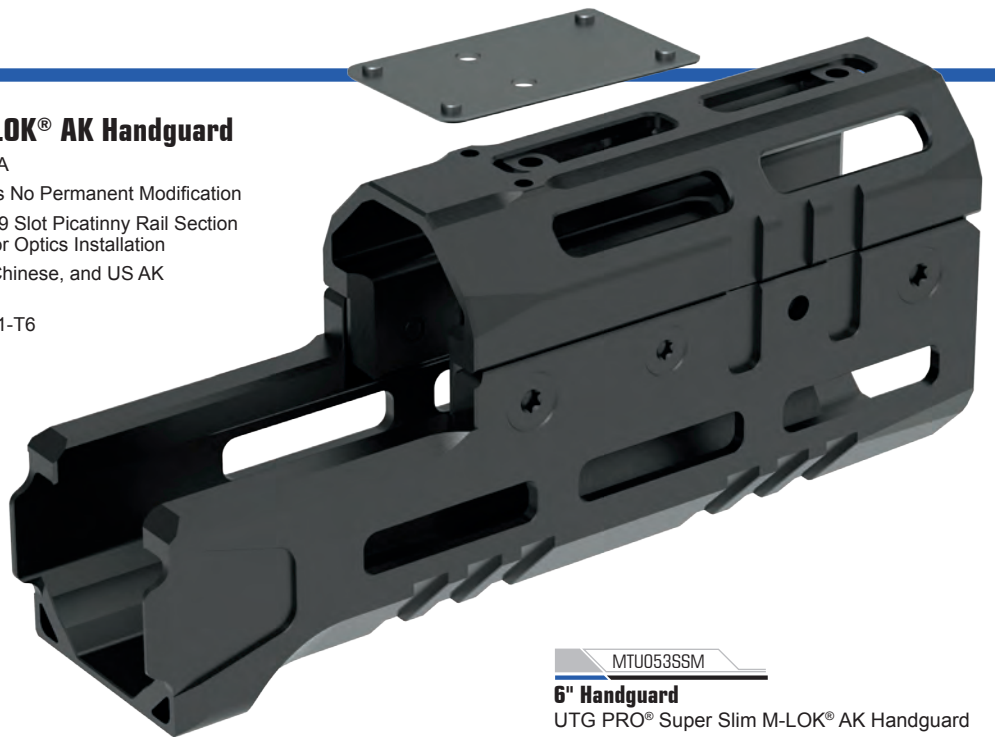 LOK® AK Handguard
A
s No Permanent Modification
9 Slot Picatinny Rail Section
or Optics Installation
Chinese, and US AK
1-T6
MTU053SSM
6" Handguard
UTG PRO® Super Slim M-LOK® AK Handguard